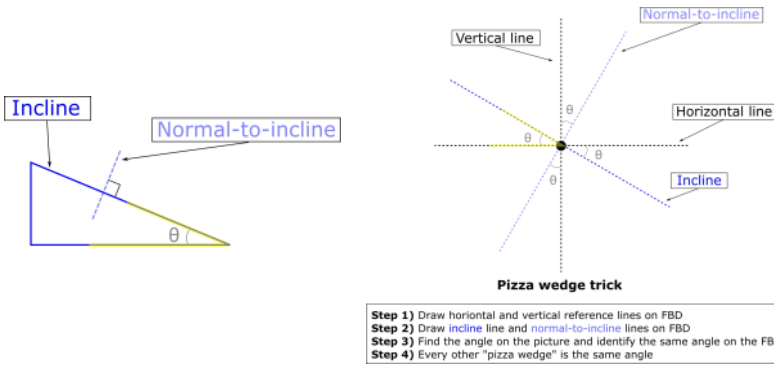 Incline
Normal-to-incline
θ
Normal-to-incline
Vertical line
Horizontal line
θ
θ
θ
θ
Incline
Pizza wedge trick
Step 1) Draw horiontal and vertical reference lines on FBD
Step 2) Draw incline line and normal-to-incline lines on FBD
Step 3) Find the angle on the picture and identify the same angle on the FB
Step 4) Every other "pizza wedge" is the same angle